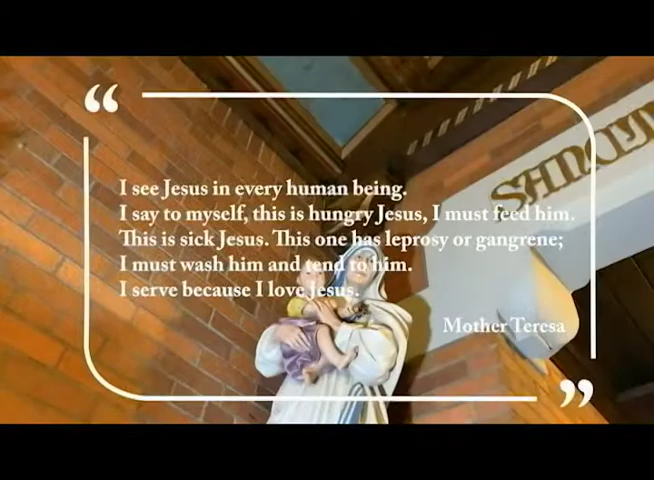 “
I see Jesus in every human being.
I say to myself, this is hungry Jesus, I must feed him.
This is sick Jesus. This one has leprosy or gangrene;
I must wash him and tend to him.
I serve because I love Jesus.
Mother Teresa
”